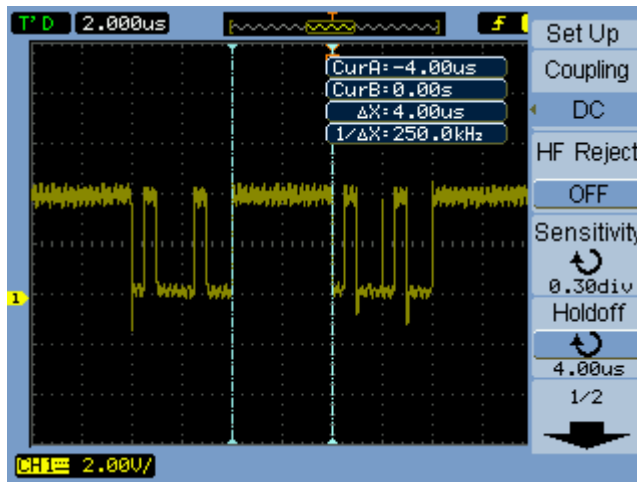 T'D 2.000us
T
CurA:-4.00us
CurB:0.00s
ΔX:4.00us
1/ΔX:250.0kHz
1
CH1 2.00V/
Set Up
Coupling
DC
HF Reject
OFF
Sensitivity
0.30div
Holdoff
4.00us
1/2